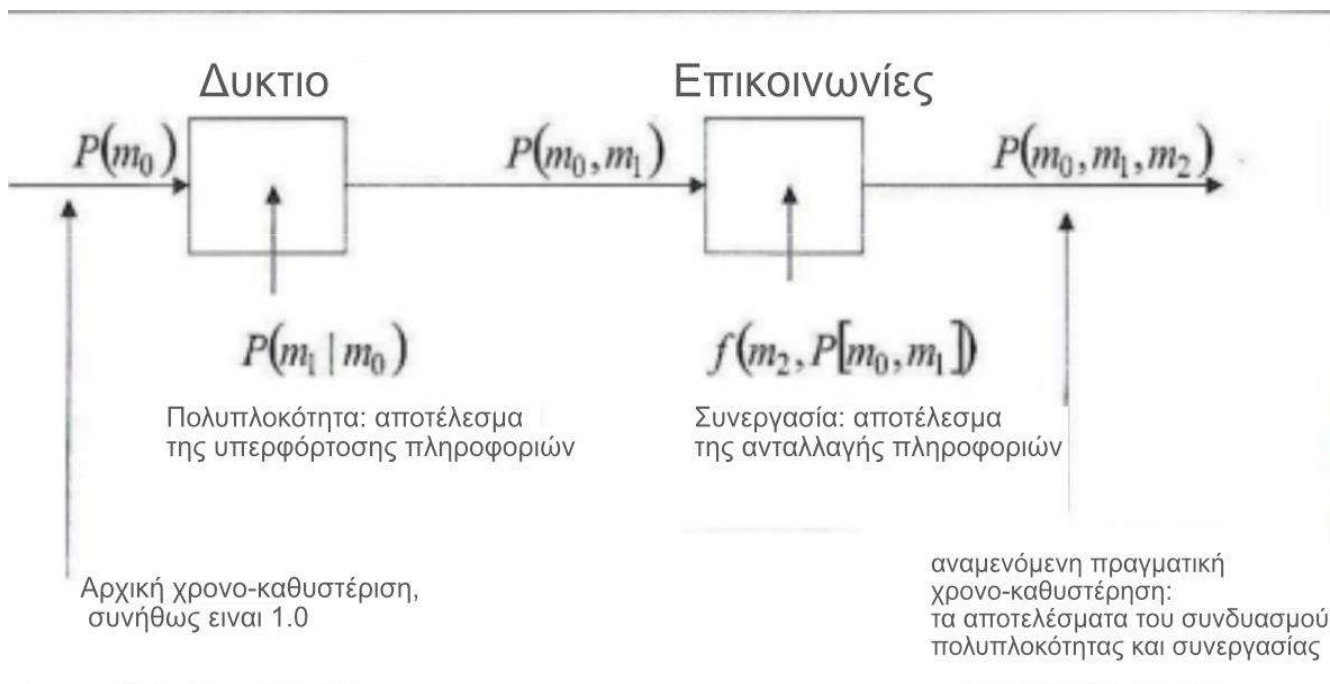 Δυκτιο
Επικοινωνίες
P(m₀)
P(m₀,m₁)
P(m₀,m₁,m₂)
P(m₁|m₀)
f(m₂,P[m₀,m₁])
Πολυπλοκότητα: αποτέλεσμα
της υπερφόρτοσης πληροφοριών
Συνεργασία: αποτέλεσμα
της ανταλλαγής πληροφοριών
Αρχική χρονο-καθυστέριση,
συνήθως ειναι 1.0
αναμενόμενη πραγματική
χρονο-καθυστέρηση:
τα αποτελέσματα του συνδυασμού
πολυπλοκότητας και συνεργασίας